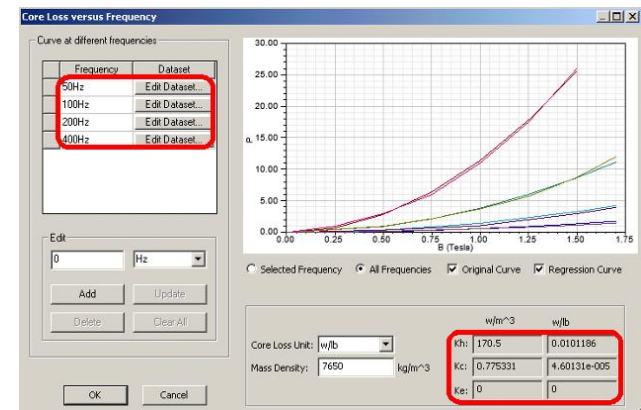 Core Loss versus Frequency
Curve at different frequencies
Frequency Dataset
50Hz Edit Dataset...
100Hz Edit Dataset...
200Hz Edit Dataset...
400Hz Edit Dataset...
Edit
0 Hz
Add Update
Delete Clear All
OK Cancel
30.00
25.00
20.00
15.00
10.00
5.00
0.00
P
0.00 0.25 0.50 0.75 1.00 1.25 1.50 1.75
B (Tesla)
Selected Frequency All Frequencies Original Curve Regression Curve
w/m^3 w/lb
Core Loss Unit: w/lb
Mass Density: 7650 kg/m^3
Kh: 170.5 0.0101186
Kc: 0.775331 4.60131e-005
Ke: 0 0